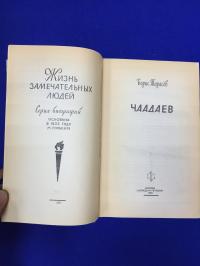 Жизнь
ЗАМЕЧАТЕЛЬНЫХ
ЛЮДЕЙ
Серия биографий
ОСНОВАНА
В 1933 ГОДУ
М. ГОРЬКИМ
Борис Тарасов
ЧААДАЕВ